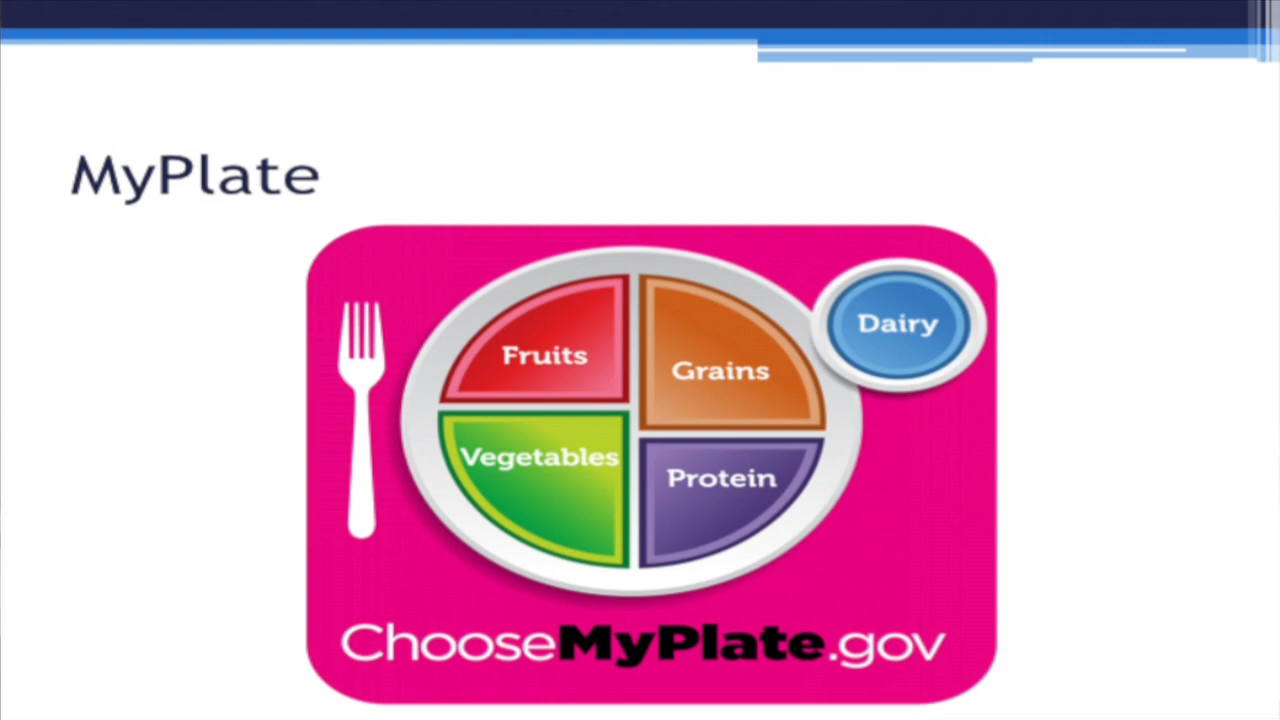 MyPlate
Dairy
Fruits
Grains
Vegetables
Protein
ChooseMyPlate.gov